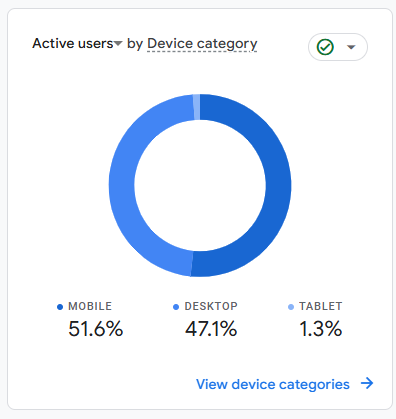 Active users by Device category
MOBILE DESKTOP TABLET
51.6% 47.1% 1.3%
View device categories